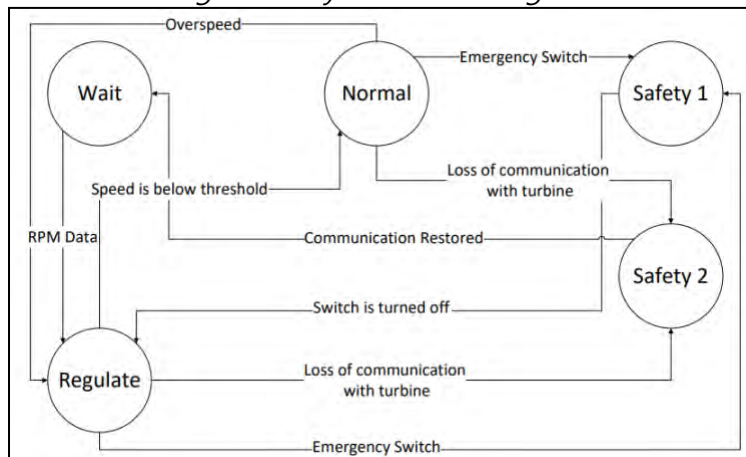 Overspeed
Emergency Switch
Wait
Normal
Safety 1
Loss of communication
with turbine
Speed is below threshold
RPM Data
Communication Restored
Safety 2
Switch is turned off
Regulate
Loss of communication
with turbine
Emergency Switch